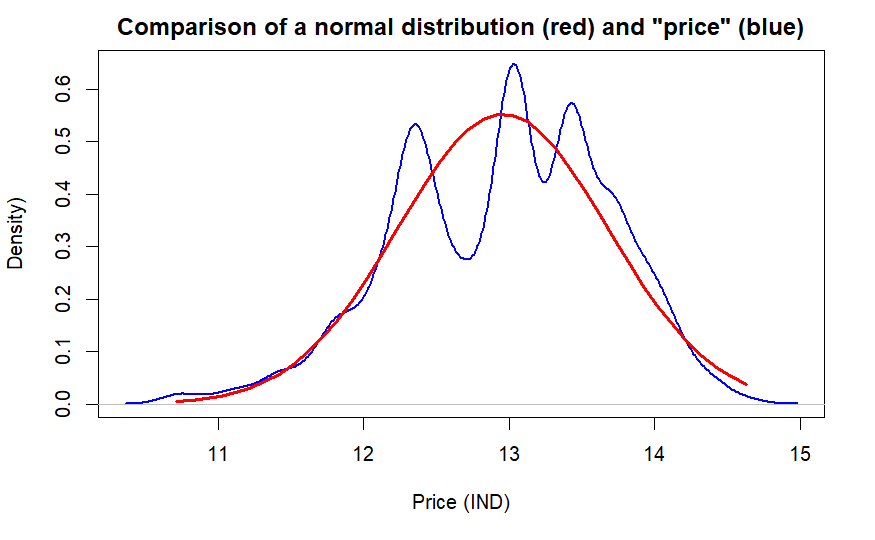 Comparison of a normal distribution (red) and "price" (blue)
0.6
0.5
0.4
0.3
0.2
0.1
0.0
Density)
11 12 13 14 15
Price (IND)